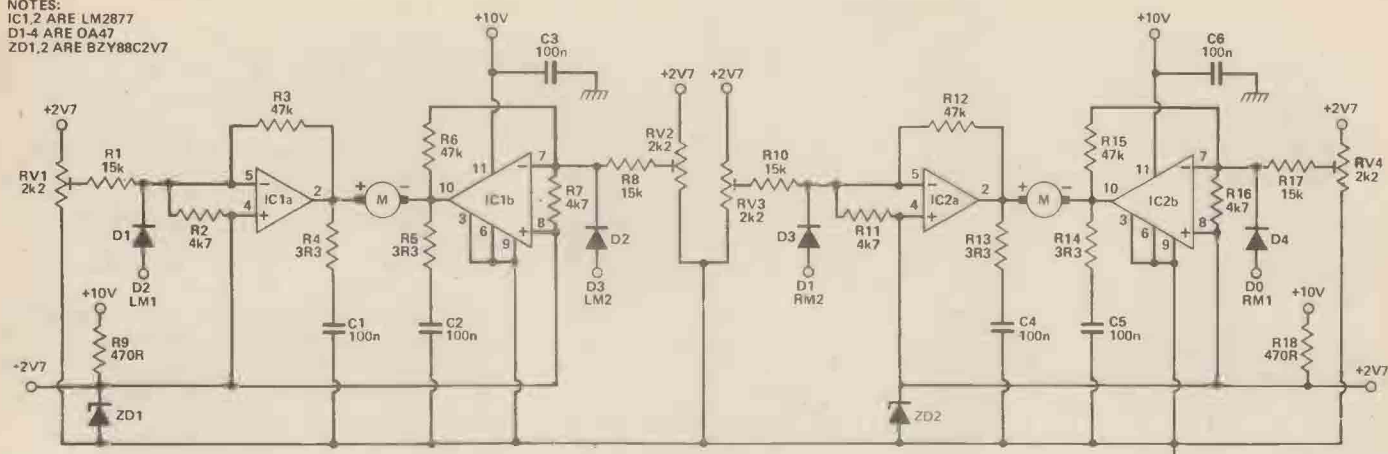 NOTES:
IC1,2 ARE LM2877
D1-4 ARE OA47
ZD1,2 ARE BZY88C2V7
+10V
C3
100n
+10V
C6
100n
+2V7
R3
47k
R6
47k
+2V7
+2V7
R12
47k
R15
47k
+2V7
RV1
2k2
R1
15k
5
4
2
IC1a
+
M
-
10
11
7
IC1b
3
6
9
8
R7
4k7
R8
15k
RV2
2k2
RV3
2k2
R10
15k
5
4
2
IC2a
+
M
-
10
11
7
IC2b
3
6
9
8
R16
4k7
R17
15k
RV4
2k2
D1
R2
4k7
R4
3R3
R5
3R3
D2
D3
R11
4k7
R13
3R3
R14
3R3
D4
D2
LM1
D3
LM2
D1
RM2
D0
RM1
+10V
R9
470R
C1
100n
C2
100n
C4
100n
C5
100n
+10V
R18
470R
+2V7
ZD1
ZD2
+2V7